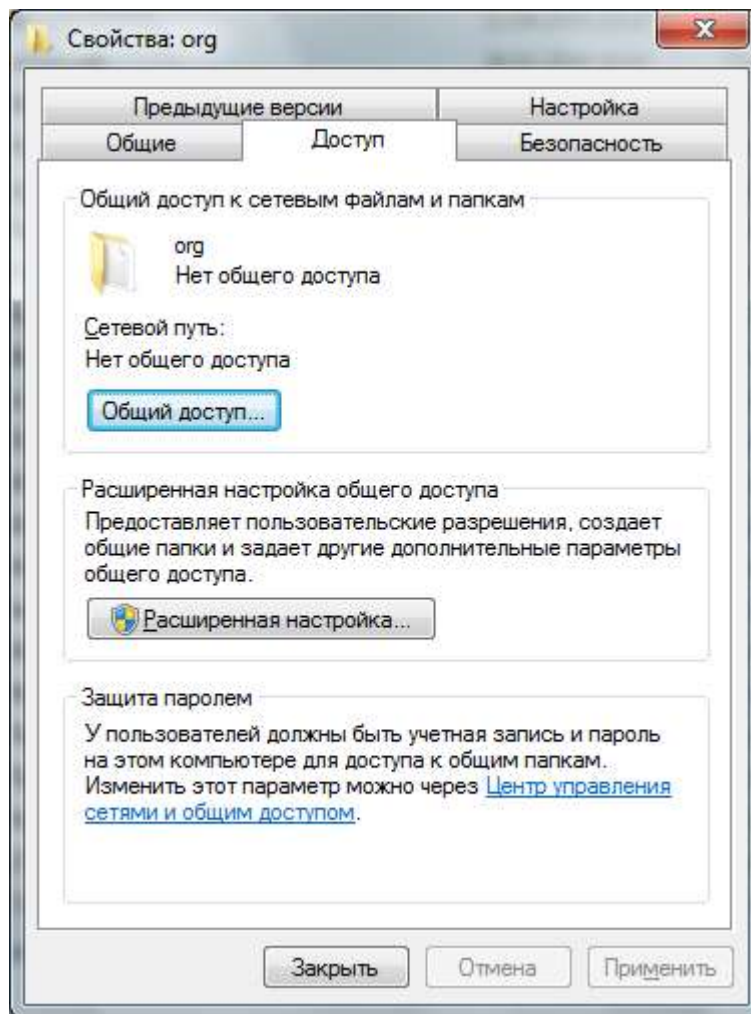 Свойства: org
Предыдущие версии
Настройка
Общие
Доступ
Безопасность
Общий доступ к сетевым файлам и папкам
org
Нет общего доступа
Сетевой путь:
Нет общего доступа
Общий доступ...
Расширенная настройка общего доступа
Предоставляет пользовательские разрешения, создает
общие папки и задает другие дополнительные параметры
общего доступа.
Расширенная настройка...
Защита паролем
У пользователей должны быть учетная запись и пароль
на этом компьютере для доступа к общим папкам.
Изменить этот параметр можно через Центр управления
сетями и общим доступом.
Закрыть
Отмена
Применить